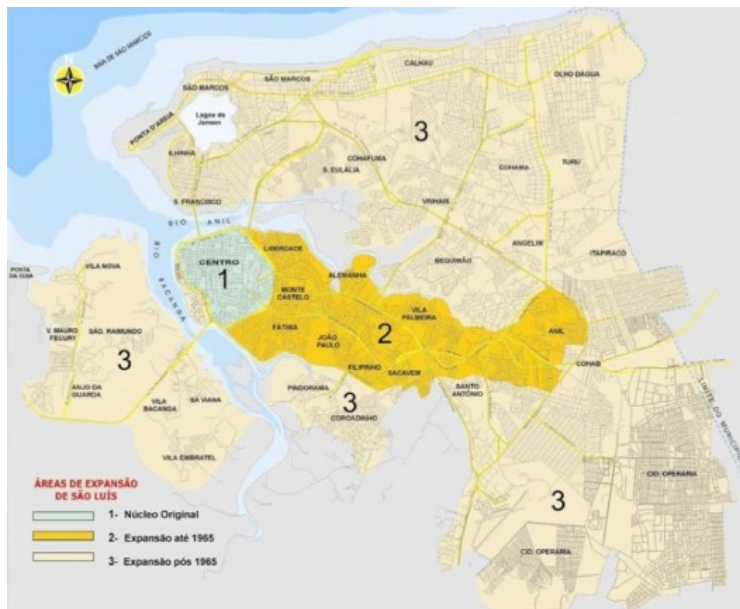 BAIA DE SÃO MARCOS
CALHAU
SÃO MARCOS
OLHO DÁGUA
SÃO MARCOS
Lagoa da
Jansen
PONTA D'AREIA
3
ILHINHA
COHAFUMA
S. EULÁLIA
COHAMA
TURU
S. FRANCISCO
VINHAIS
RIO ANIL
ANGELIM
LIBERDADE
ITAPIRACÓ
RIO BACANGA
CENTRO
1
BEQUIMÃO
PONTA
DA GUIA
VILA NOVA
ALEMANHA
MONTE
CASTELO
VILA
PALMEIRA
2
FÁTIMA
ANIL
V. MAURO
FECURY
SÃO. RAIMUNDO
JOÃO
PAULO
3
FILIPINHO
SACAVEM
COHAB
ANJO DA
GUARDA
PINDORAMA
SANTO
ANTÔNIO
3
VILA
BACANGA
SÁ VIANA
COROADINHO
LIMITE DO MUNICIP
VILA EMBRATEL
CID. OPERÁRIA
ÁREAS DE EXPANSÃO
DE SÃO LUÍS
1- Núcleo Original
3
2- Expansão até 1965
CID. OPERÁRIA
3- Expansão pós 1965